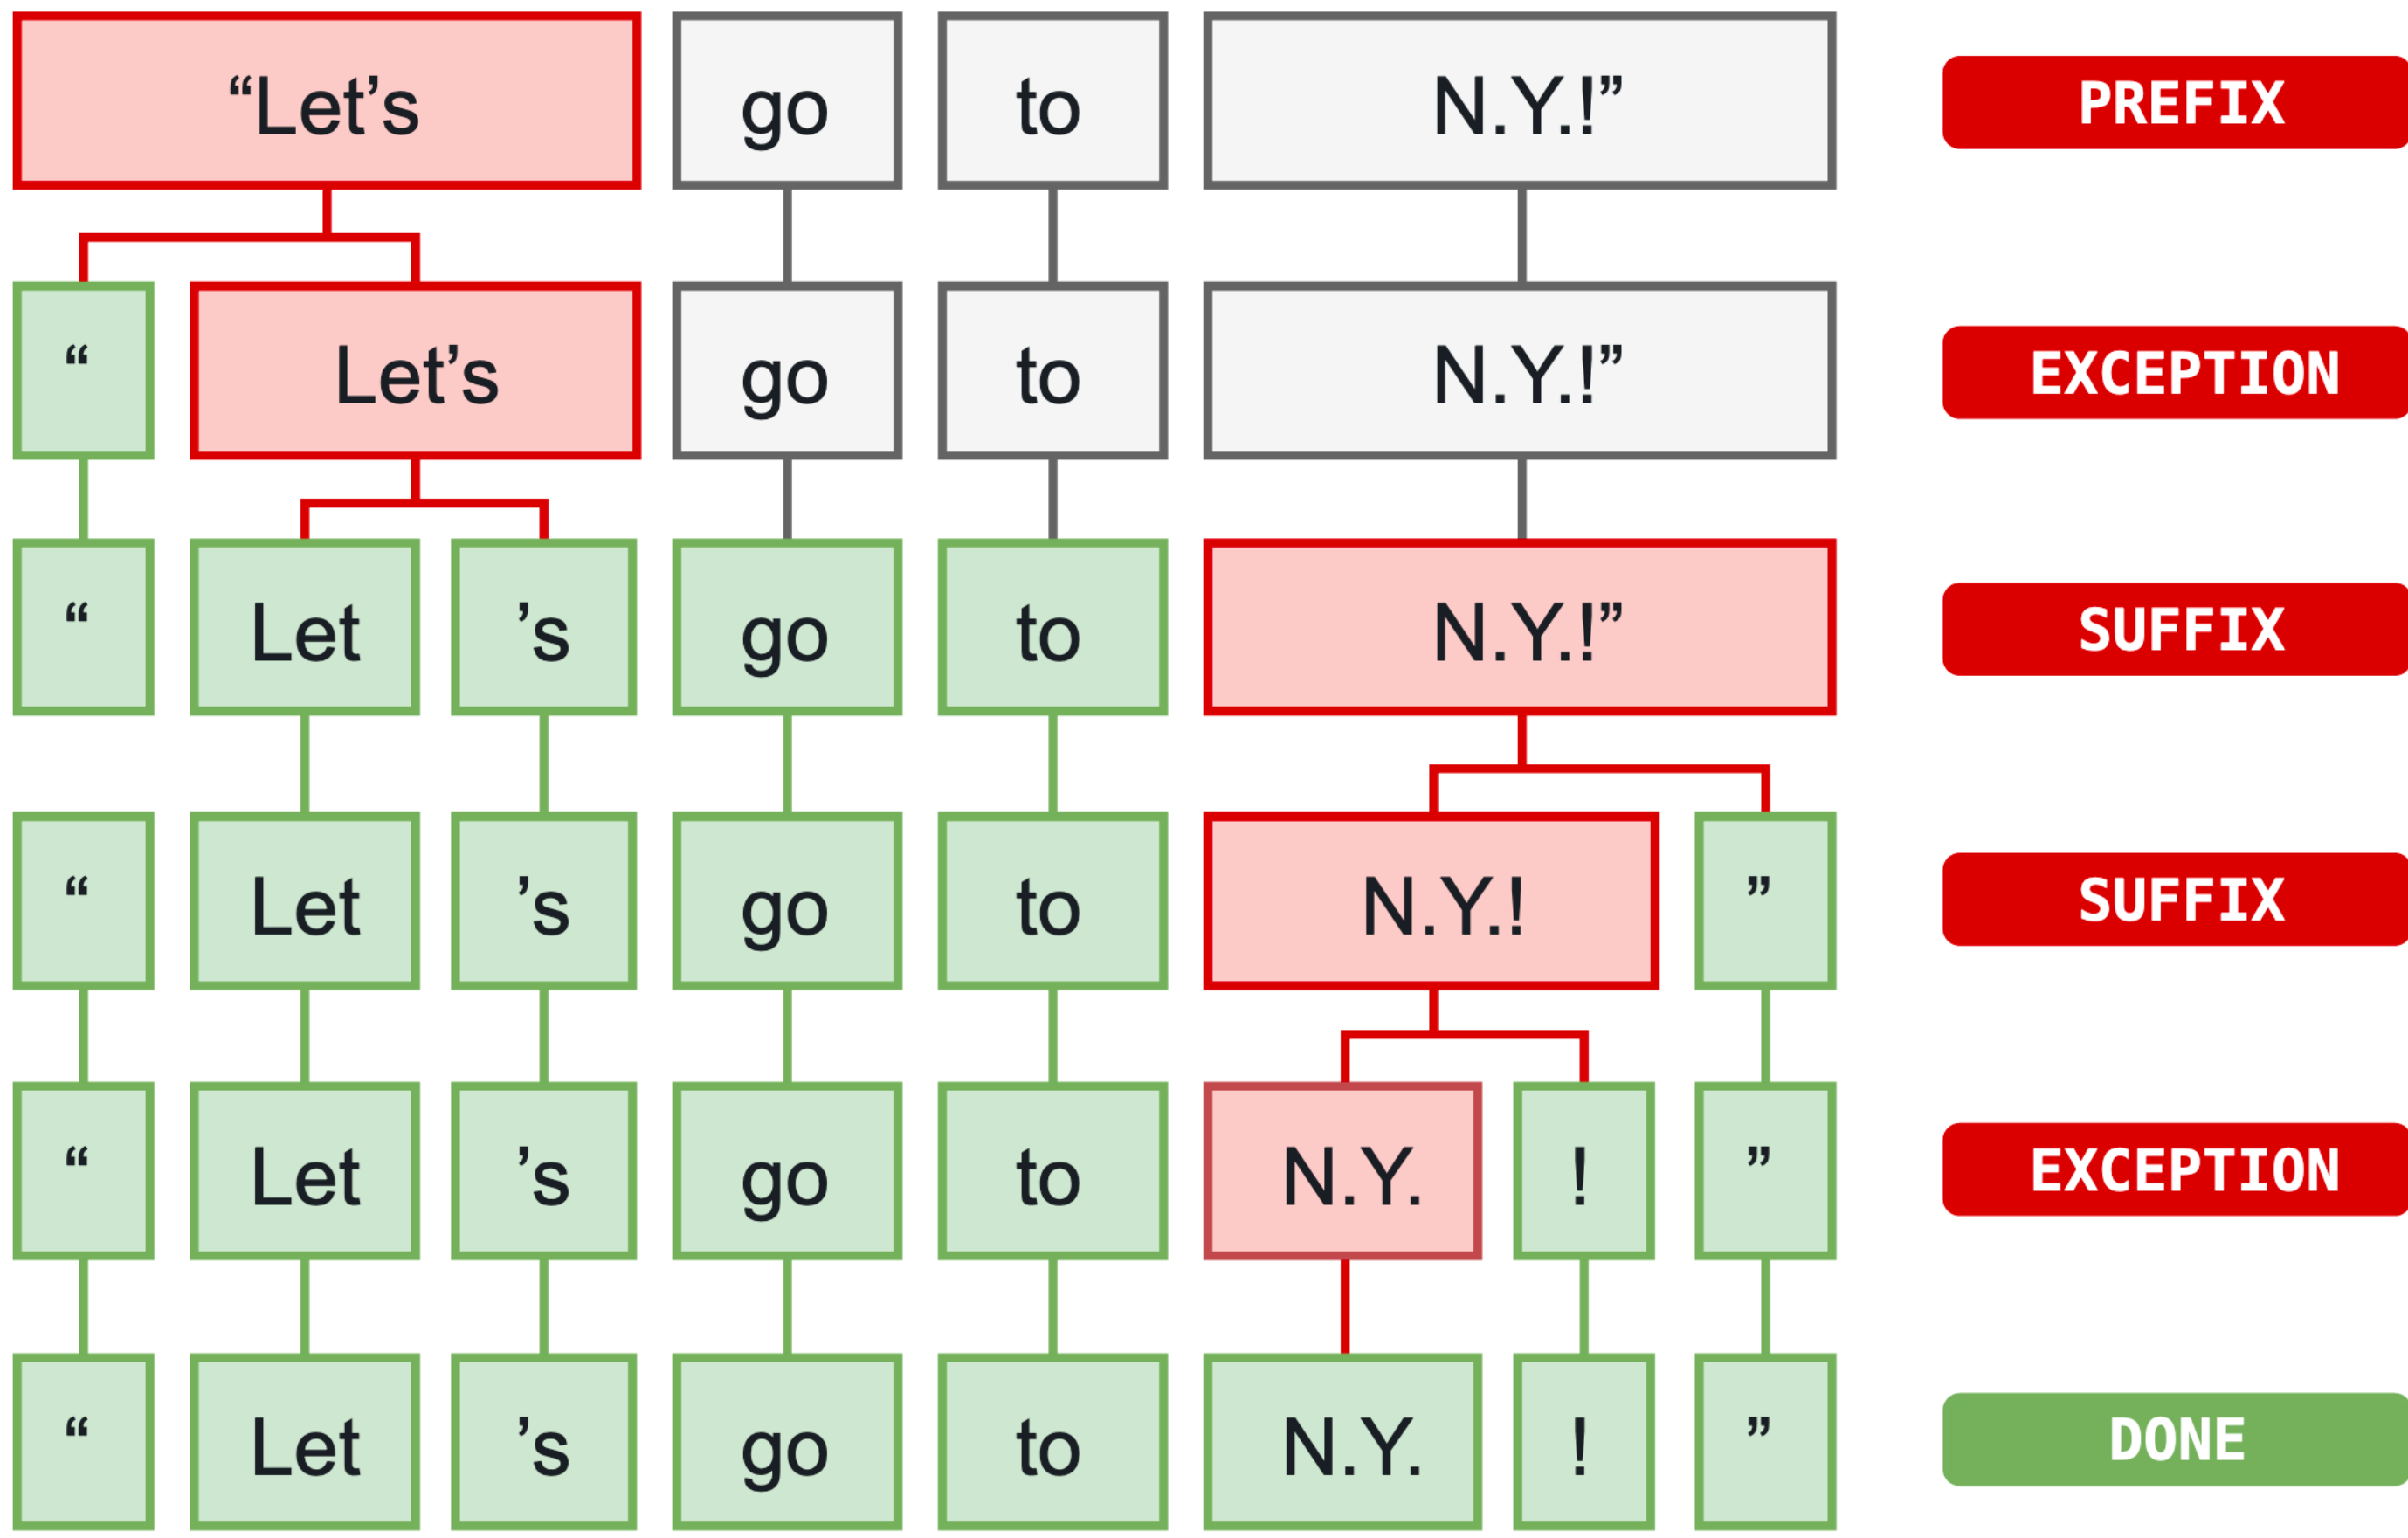 “Let’s go to N.Y.!” PREFIX
“ Let’s go to N.Y.!” EXCEPTION
“ Let ’s go to N.Y.!” SUFFIX
“ Let ’s go to N.Y.! ” SUFFIX
“ Let ’s go to N.Y. ! ” EXCEPTION
“ Let ’s go to N.Y. ! ” DONE